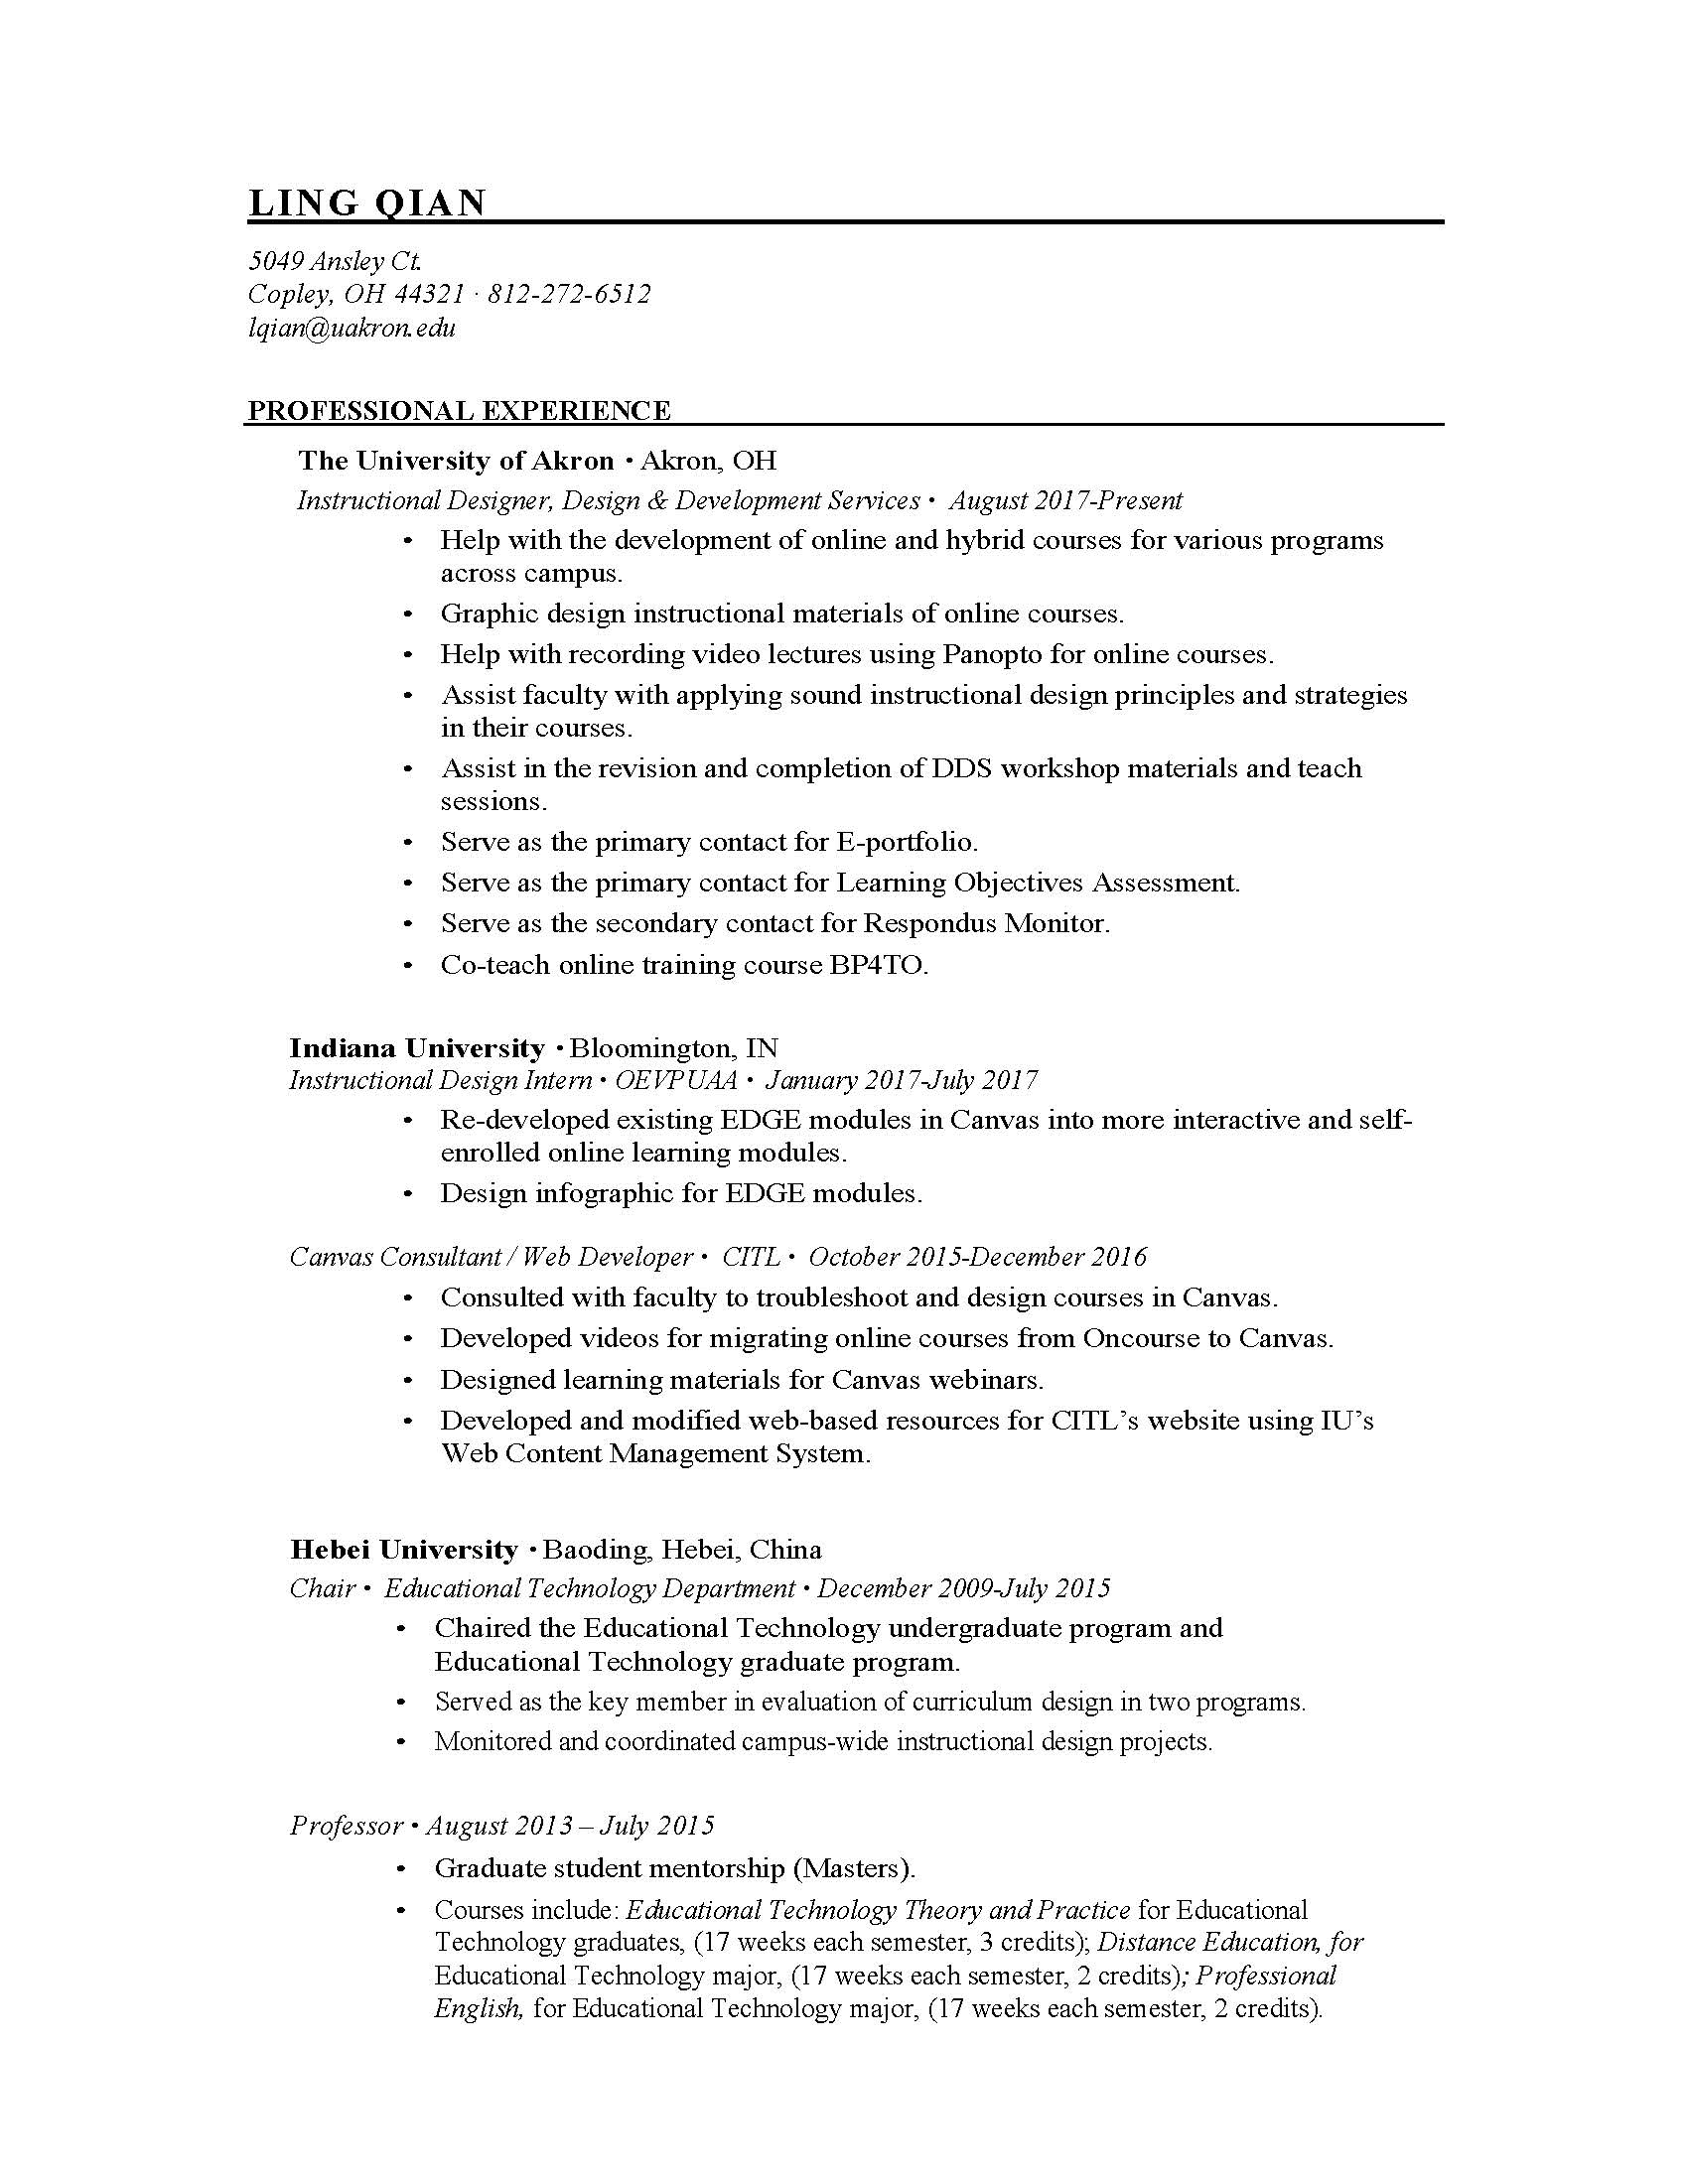 LING QIAN
5049 Ansley Ct.
Copley, OH 44321 · 812-272-6512
lqian@uakron.edu
PROFESSIONAL EXPERIENCE
The University of Akron • Akron, OH
Instructional Designer, Design & Development Services • August 2017-Present
• Help with the development of online and hybrid courses for various programs
across campus.
• Graphic design instructional materials of online courses.
• Help with recording video lectures using Panopto for online courses.
• Assist faculty with applying sound instructional design principles and strategies
in their courses.
• Assist in the revision and completion of DDS workshop materials and teach
sessions.
• Serve as the primary contact for E-portfolio.
• Serve as the primary contact for Learning Objectives Assessment.
• Serve as the secondary contact for Respondus Monitor.
• Co-teach online training course BP4TO.
Indiana University • Bloomington, IN
Instructional Design Intern • OEVPUAA • January 2017-July 2017
• Re-developed existing EDGE modules in Canvas into more interactive and self-
enrolled online learning modules.
• Design infographic for EDGE modules.
Canvas Consultant / Web Developer • CITL • October 2015-December 2016
• Consulted with faculty to troubleshoot and design courses in Canvas.
• Developed videos for migrating online courses from Oncourse to Canvas.
• Designed learning materials for Canvas webinars.
• Developed and modified web-based resources for CITL’s website using IU’s
Web Content Management System.
Hebei University • Baoding, Hebei, China
Chair • Educational Technology Department • December 2009-July 2015
• Chaired the Educational Technology undergraduate program and
Educational Technology graduate program.
• Served as the key member in evaluation of curriculum design in two programs.
• Monitored and coordinated campus-wide instructional design projects.
Professor • August 2013 – July 2015
• Graduate student mentorship (Masters).
• Courses include: Educational Technology Theory and Practice for Educational
Technology graduates, (17 weeks each semester, 3 credits); Distance Education, for
Educational Technology major, (17 weeks each semester, 2 credits); Professional
English, for Educational Technology major, (17 weeks each semester, 2 credits).